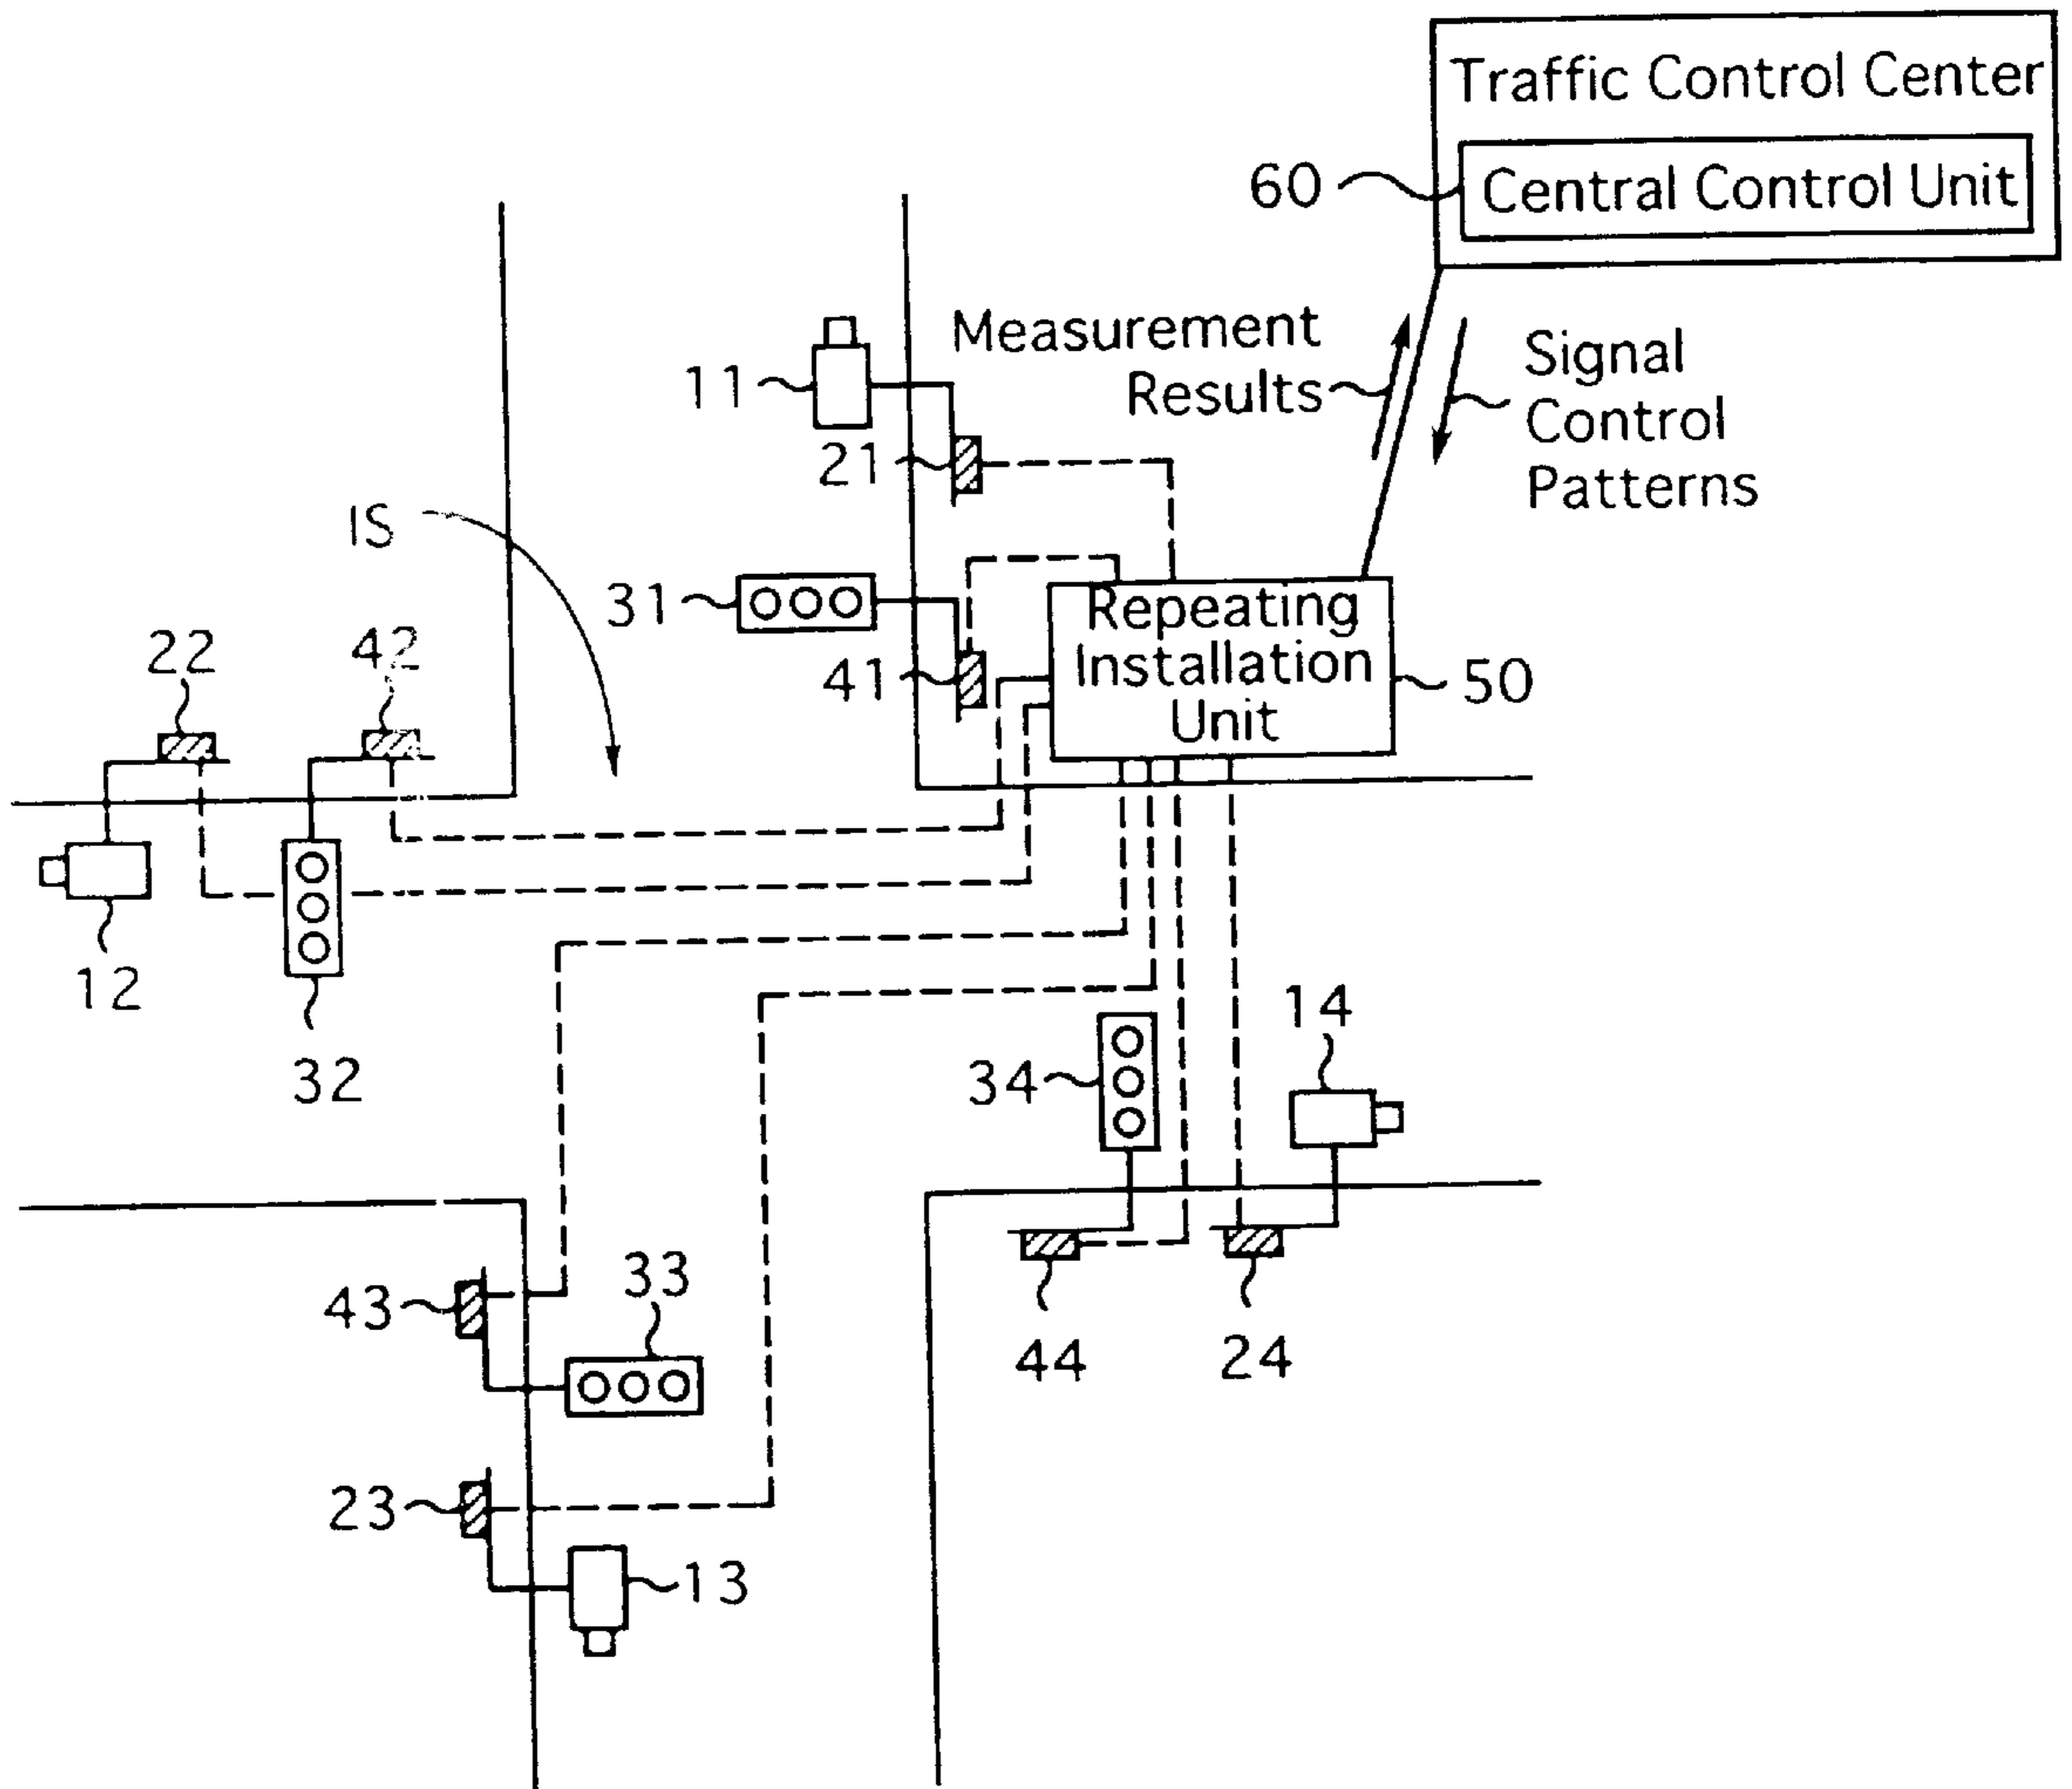 Traffic Control Center
60
Central Control Unit
Measurement
Results
Signal
Control
Patterns
11
21
IS
31
41
Repeating
Installation
Unit
50
22
42
12
32
34
14
43
33
44
24
23
13